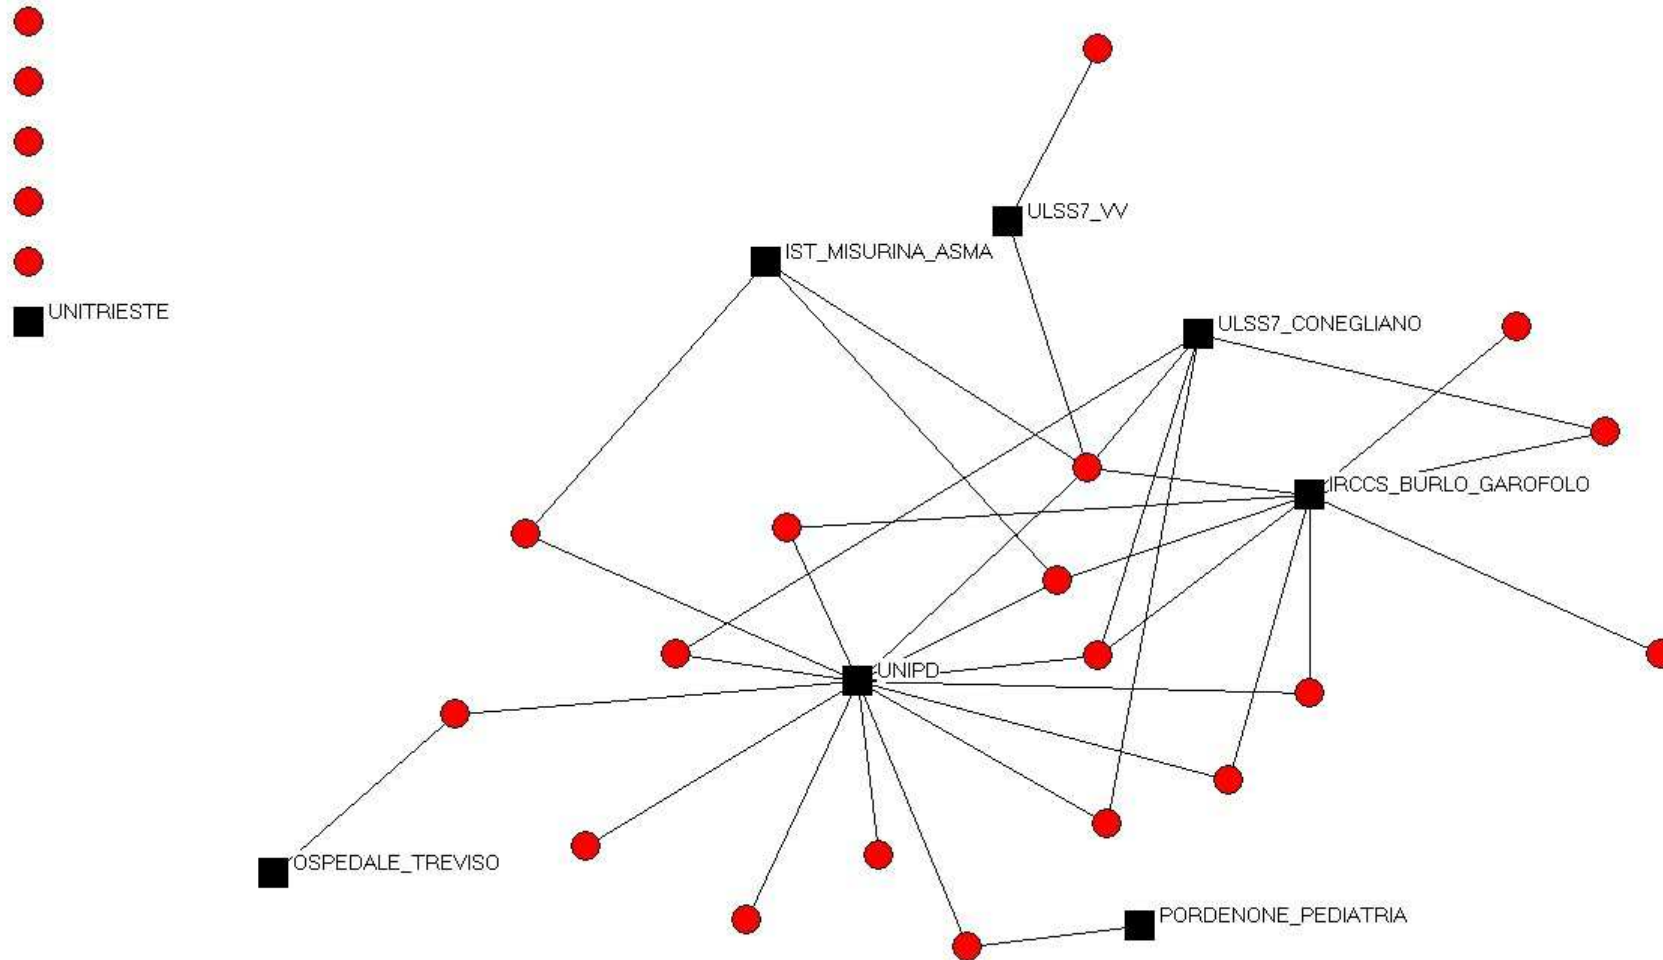 ULSS7_VV
IST_MISURINA_ASMA
UNITRIESTE
ULSS7_CONEGLIANO
IRCCS_BURLO_GAROFOLO
UNIPD
OSPEDALE_TREVISO
PORDENONE_PEDIATRIA